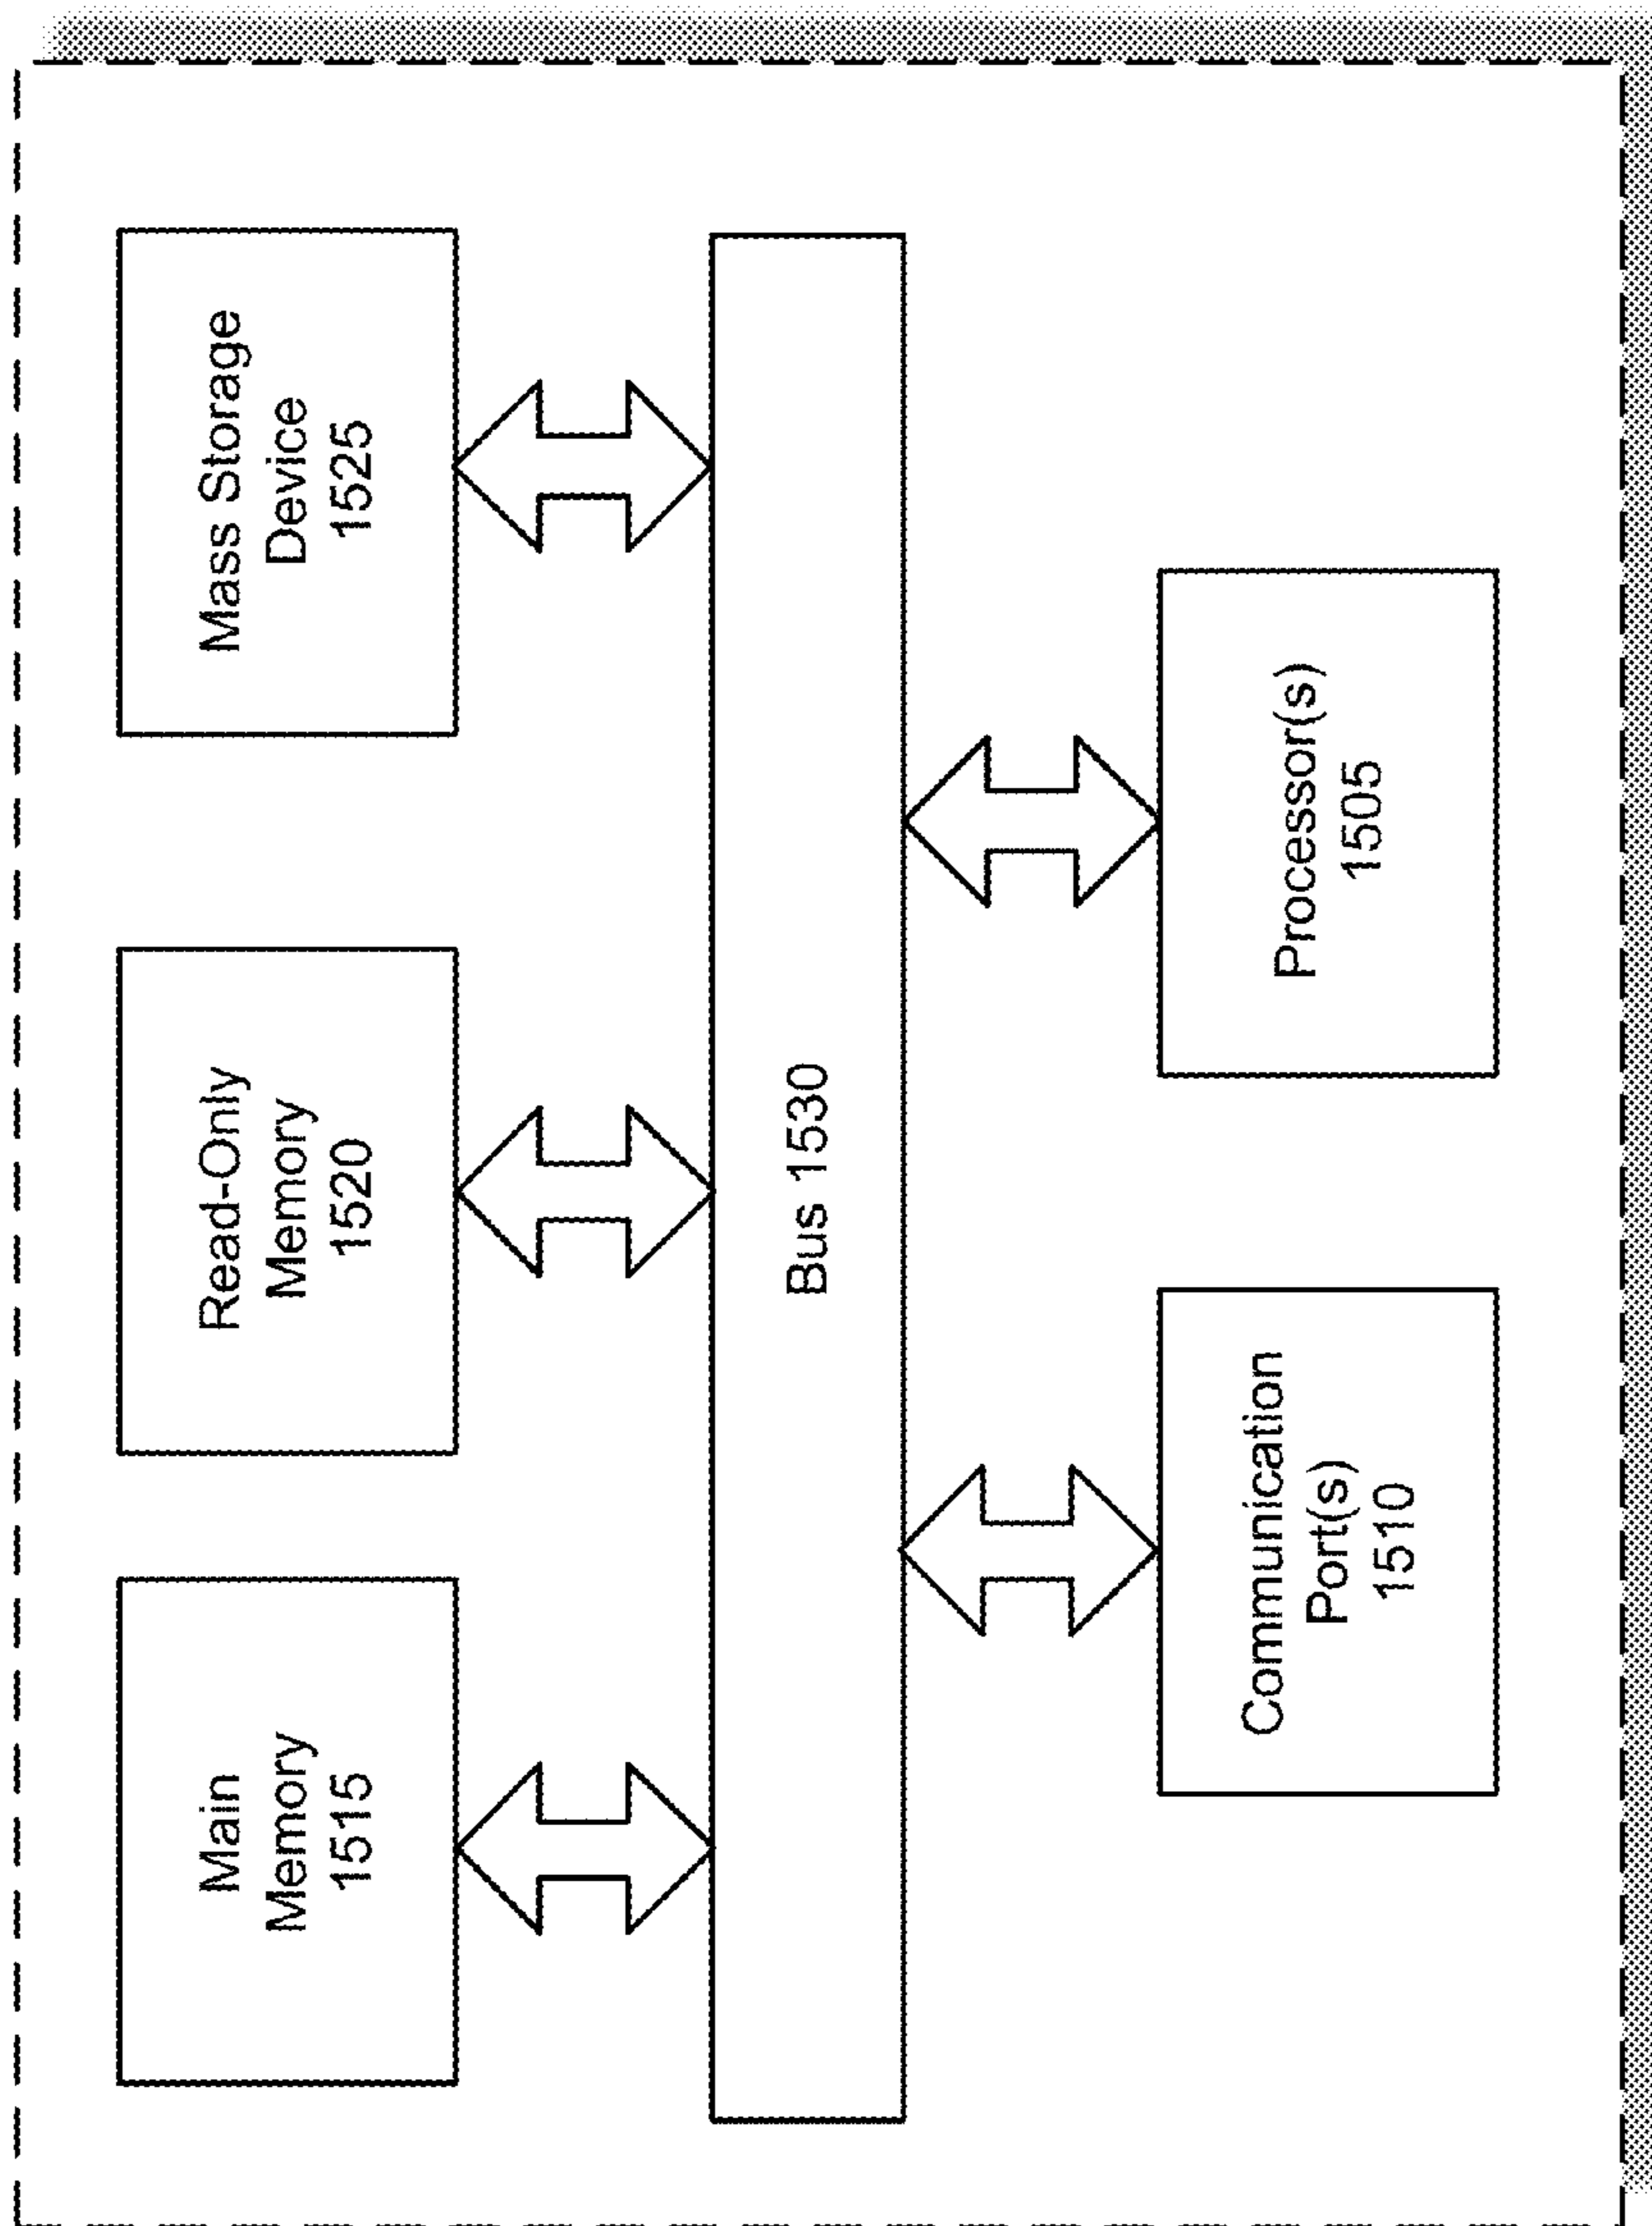 Main
Memory
1515
Read-Only
Memory
1520
Mass Storage
Device
1525
Bus 1530
Communication
Port(s)
1510
Processor(s)
1505